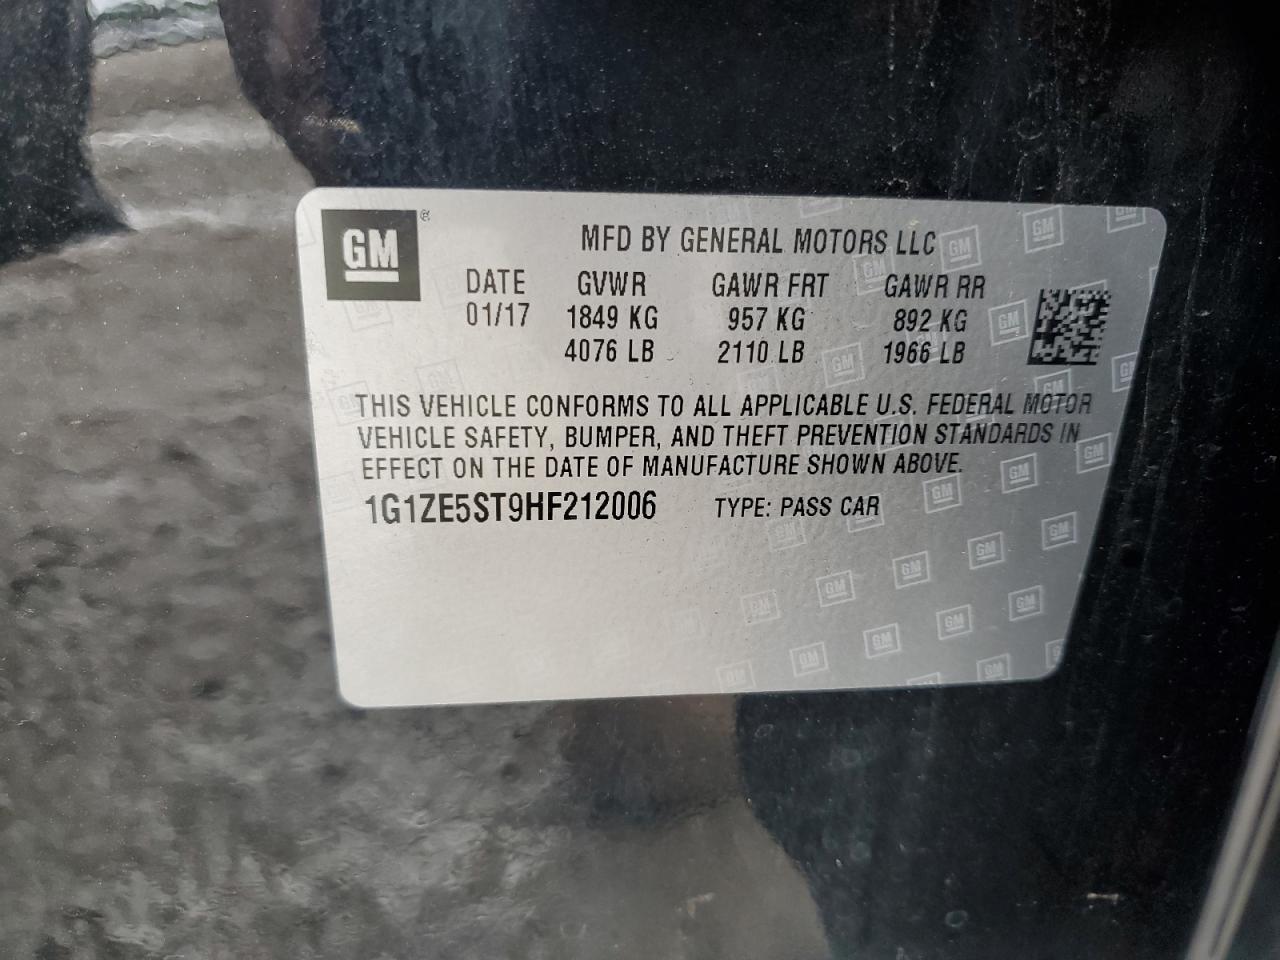 GM ®
MFD BY GENERAL MOTORS LLC
DATE GVWR GAWR FRT GAWR RR
01/17 1849 KG 957 KG 892 KG
4076 LB 2110 LB 1966 LB
THIS VEHICLE CONFORMS TO ALL APPLICABLE U.S. FEDERAL MOTOR
VEHICLE SAFETY, BUMPER, AND THEFT PREVENTION STANDARDS IN
EFFECT ON THE DATE OF MANUFACTURE SHOWN ABOVE.
1G1ZE5ST9HF212006 TYPE: PASS CAR